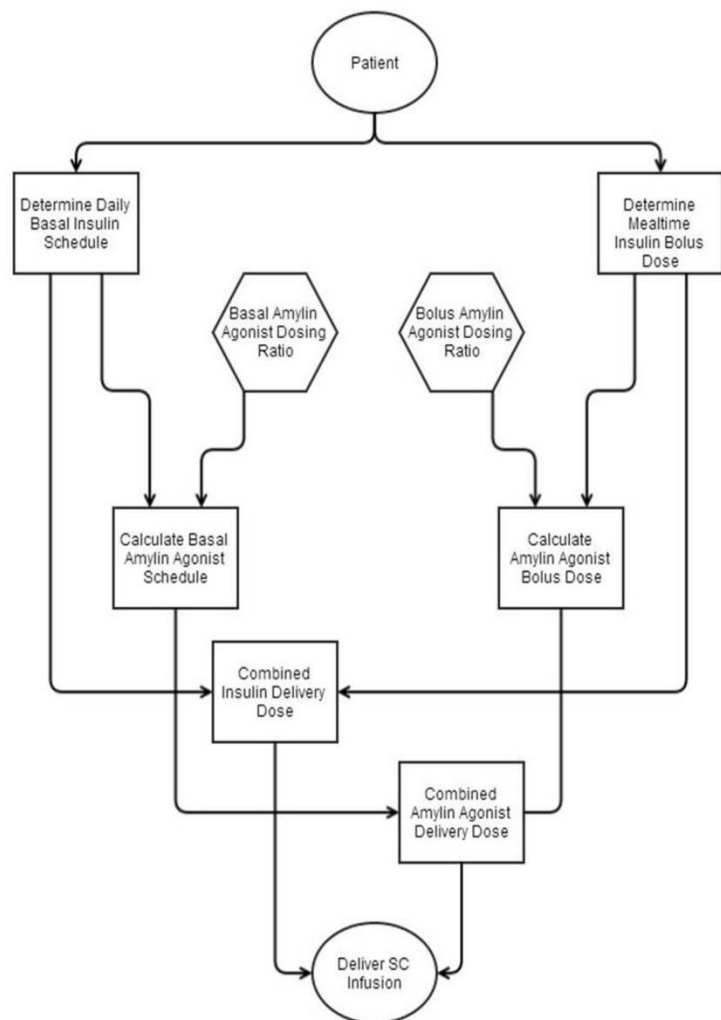 Patient
Determine Daily
Basal Insulin
Schedule
Determine
Mealtime
Insulin Bolus
Dose
Basal Amylin
Agonist Dosing
Ratio
Bolus Amylin
Agonist Dosing
Ratio
Calculate Basal
Amylin Agonist
Schedule
Calculate
Amylin Agonist
Bolus Dose
Combined
Insulin Delivery
Dose
Combined
Amylin Agonist
Delivery Dose
Deliver SC
Infusion